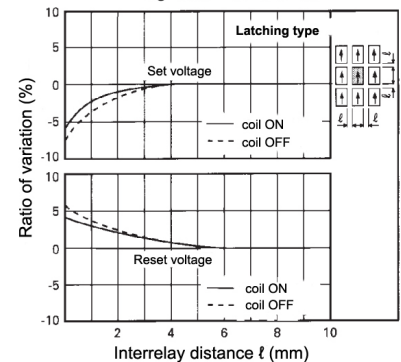 Latching type
Ratio of variation (%)
10
5
0
-5
-10
Set voltage
coil ON
coil OFF
ℓ
ℓ
ℓ
ℓ
10
5
0
-5
-10
Reset voltage
coil ON
coil OFF
2
4
6
8
10
Interrelay distance ℓ (mm)